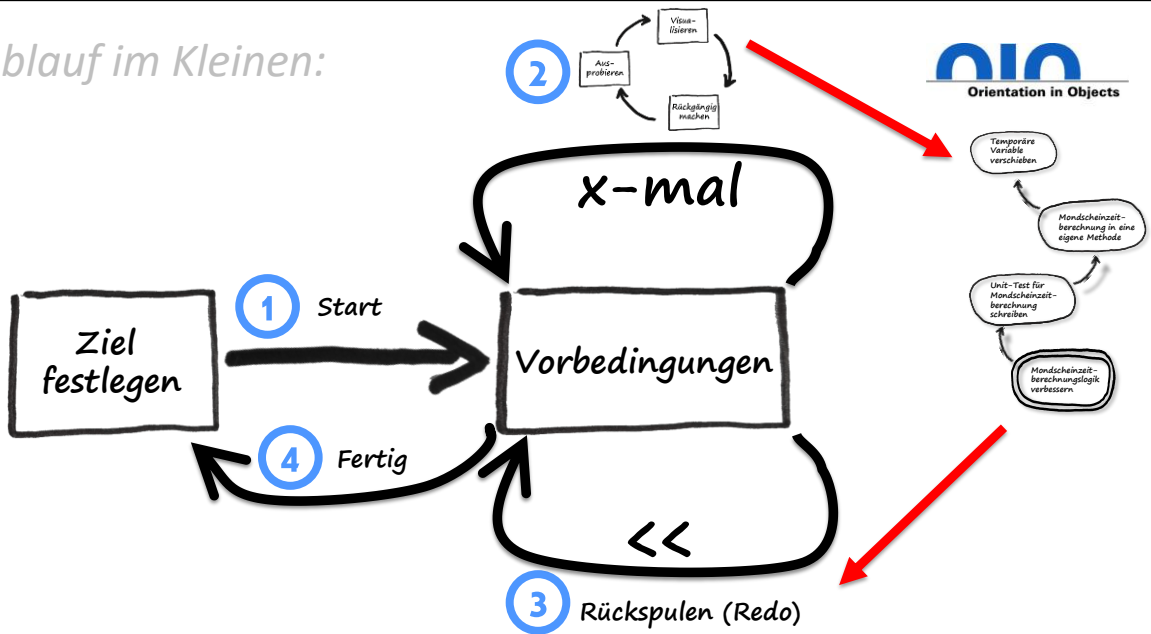 blauf im Kleinen:
2
Visua-
lisieren
Aus-
probieren
Rückgängig
machen
Orientation in Objects
Temporäre
Variable
verschieben
x-mal
Mondscheinzeit-
berechnung in eine
eigene Methode
1 Start
Unit-Test für
Mondscheinzeit-
berechnung
schreiben
Ziel
festlegen
Vorbedingungen
Mondscheinzeit-
berechnungslogik
verbessern
4 Fertig
<<
3 Rückspulen (Redo)